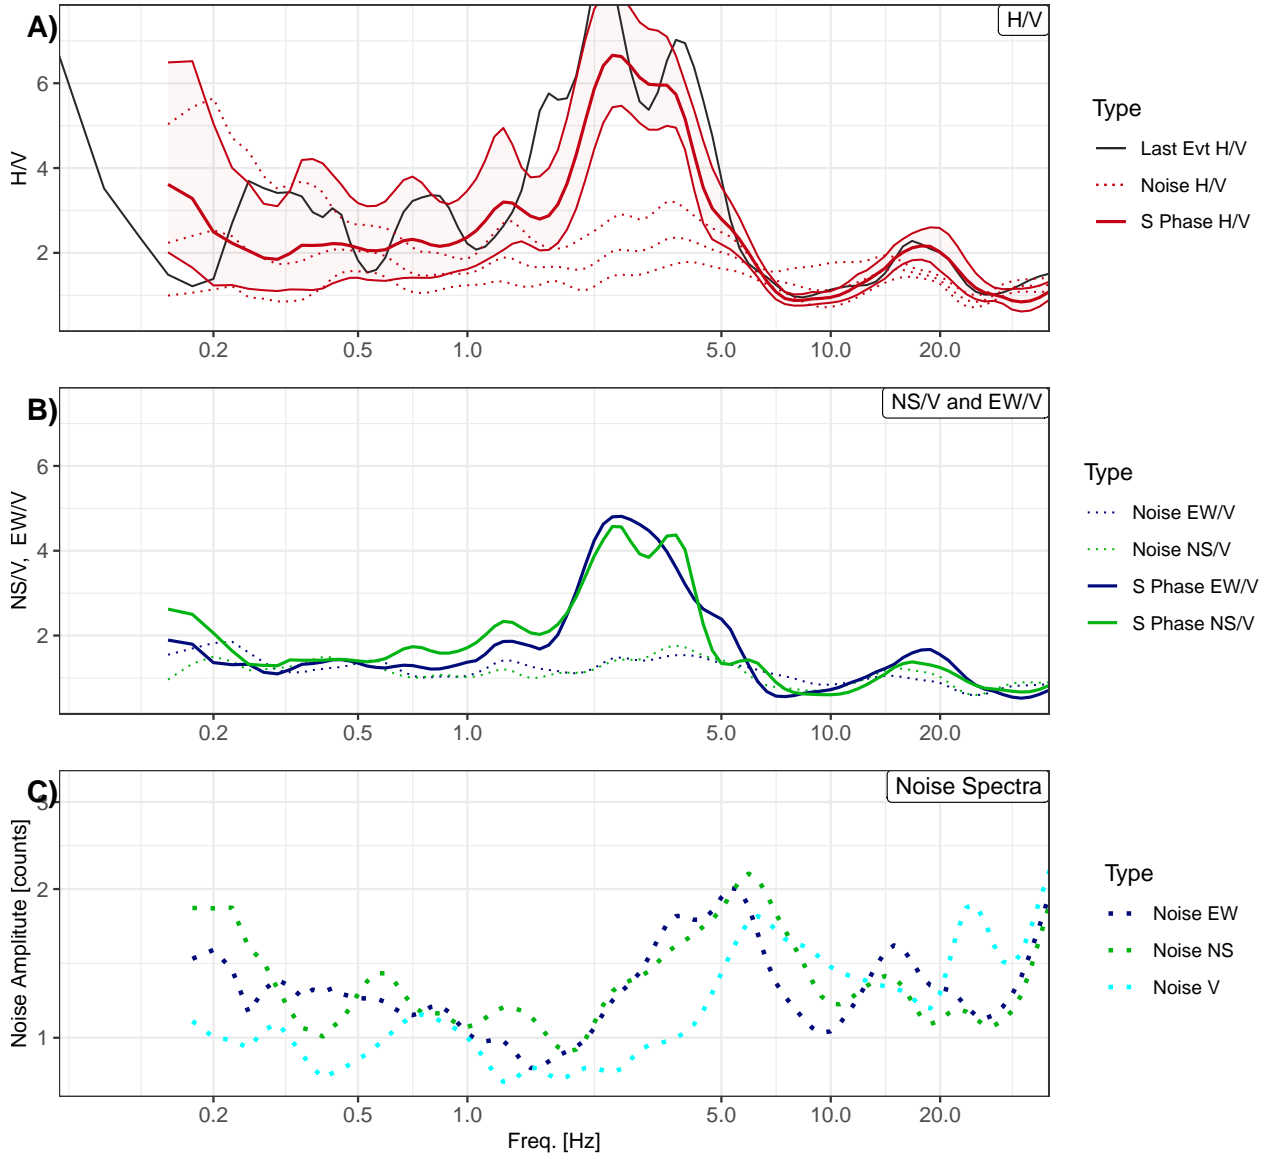 A)
H/V
6
4
2
H/V
0.2 0.5 1.0 5.0 10.0 20.0
Type
Last Evt H/V
Noise H/V
S Phase H/V
B)
NS/V and EW/V
6
4
2
NS/V, EW/V
0.2 0.5 1.0 5.0 10.0 20.0
Type
Noise EW/V
Noise NS/V
S Phase EW/V
S Phase NS/V
C)
Noise Spectra
3
2
1
Noise Amplitute [counts]
0.2 0.5 1.0 5.0 10.0 20.0
Freq. [Hz]
Type
Noise EW
Noise NS
Noise V